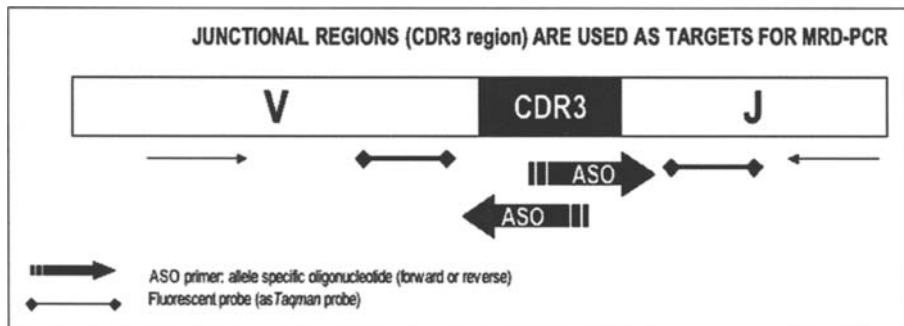 JUNCTIONAL REGIONS (CDR3 region) ARE USED AS TARGETS FOR MRD-PCR
V CDR3 J
ASO
ASO
ASO primer: allele specific oligonucleotide (forward or reverse)
Fluorescent probe (as Taqman probe)